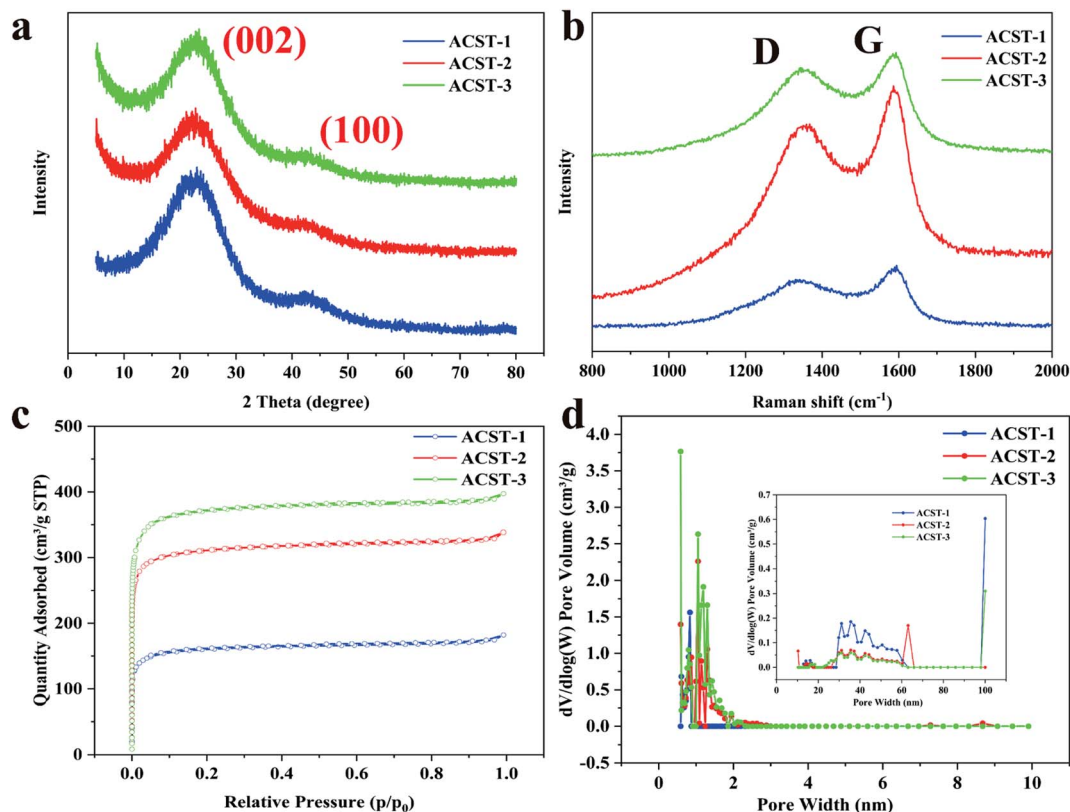 a
(002)
(100)
ACST-1
ACST-2
ACST-3
Intensity
0 10 20 30 40 50 60 70 80
2 Theta (degree)
b
D
G
ACST-1
ACST-2
ACST-3
Intensity
800 1000 1200 1400 1600 1800 2000
Raman shift (cm⁻¹)
c
ACST-1
ACST-2
ACST-3
Quantity Adsorbed (cm³/g STP)
500
400
300
200
100
0
0.0 0.2 0.4 0.6 0.8 1.0
Relative Pressure (p/p₀)
d
ACST-1
ACST-2
ACST-3
dV/dlog(W) Pore Volume (cm³/g)
4.0
3.5
3.0
2.5
2.0
1.5
1.0
0.5
0.0
-0.5
0 2 4 6 8 10
Pore Width (nm)
ACST-1
ACST-2
ACST-3
dV/dlog(W) Pore Volume (cm³/g)
0.7
0.6
0.5
0.4
0.3
0.2
0.1
0.0
0 20 40 60 80 100
Pore Width (nm)